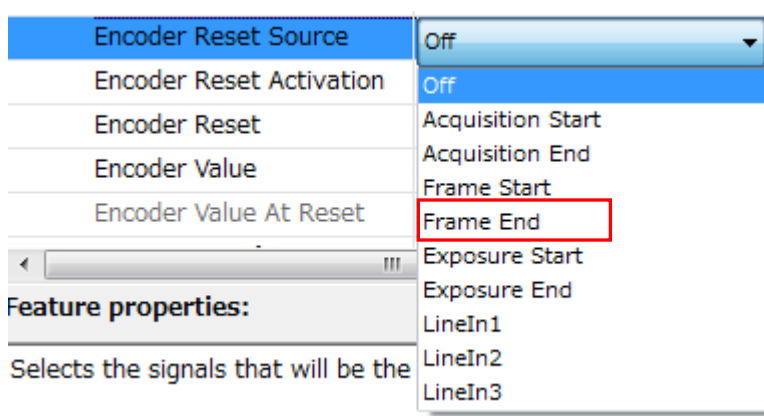 Encoder Reset Source
Off
Encoder Reset Activation
Off
Encoder Reset
Acquisition Start
Encoder Value
Acquisition End
Encoder Value At Reset
Frame Start
Frame End
Exposure Start
Exposure End
Feature properties:
LineIn1
Selects the signals that will be the
LineIn2
LineIn3